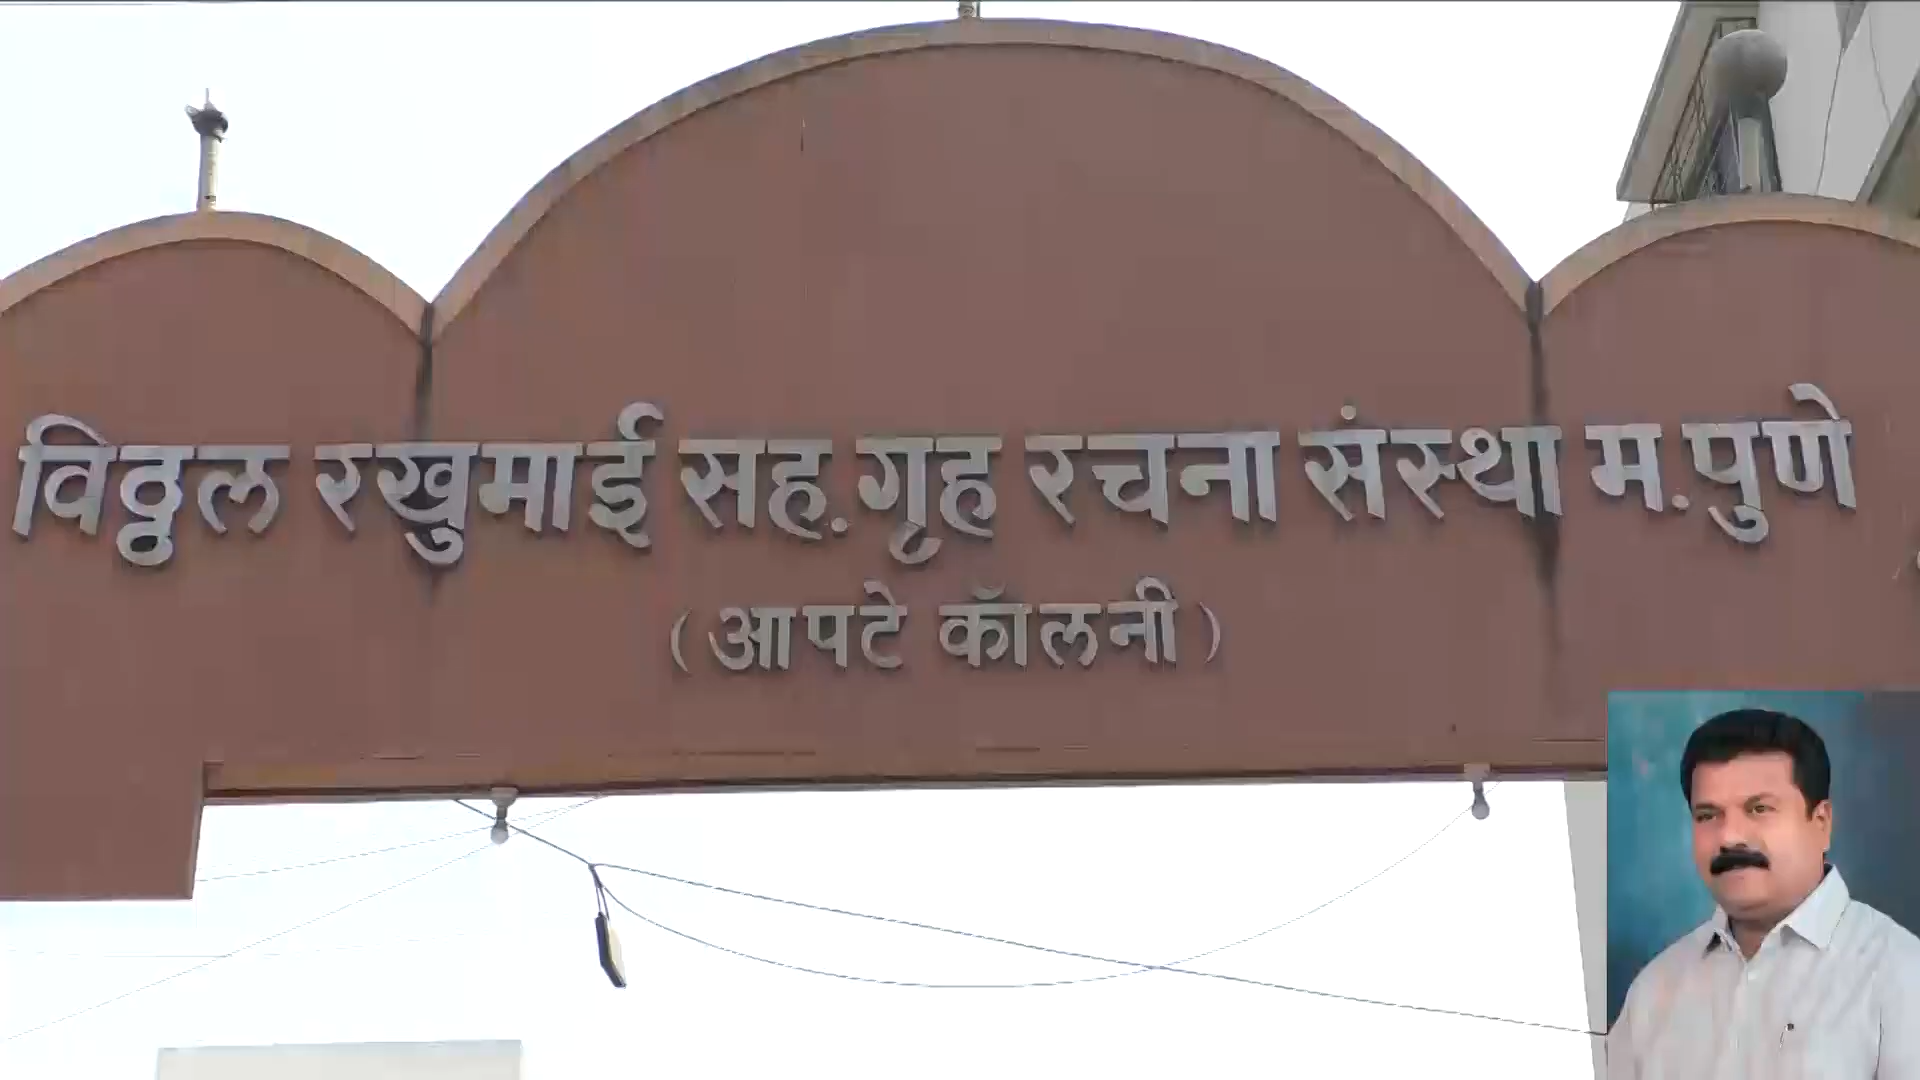 विठ्ठल रखुमाई सह. गृह रचना संस्था म. पुणे
(आपटे कॉलनी)